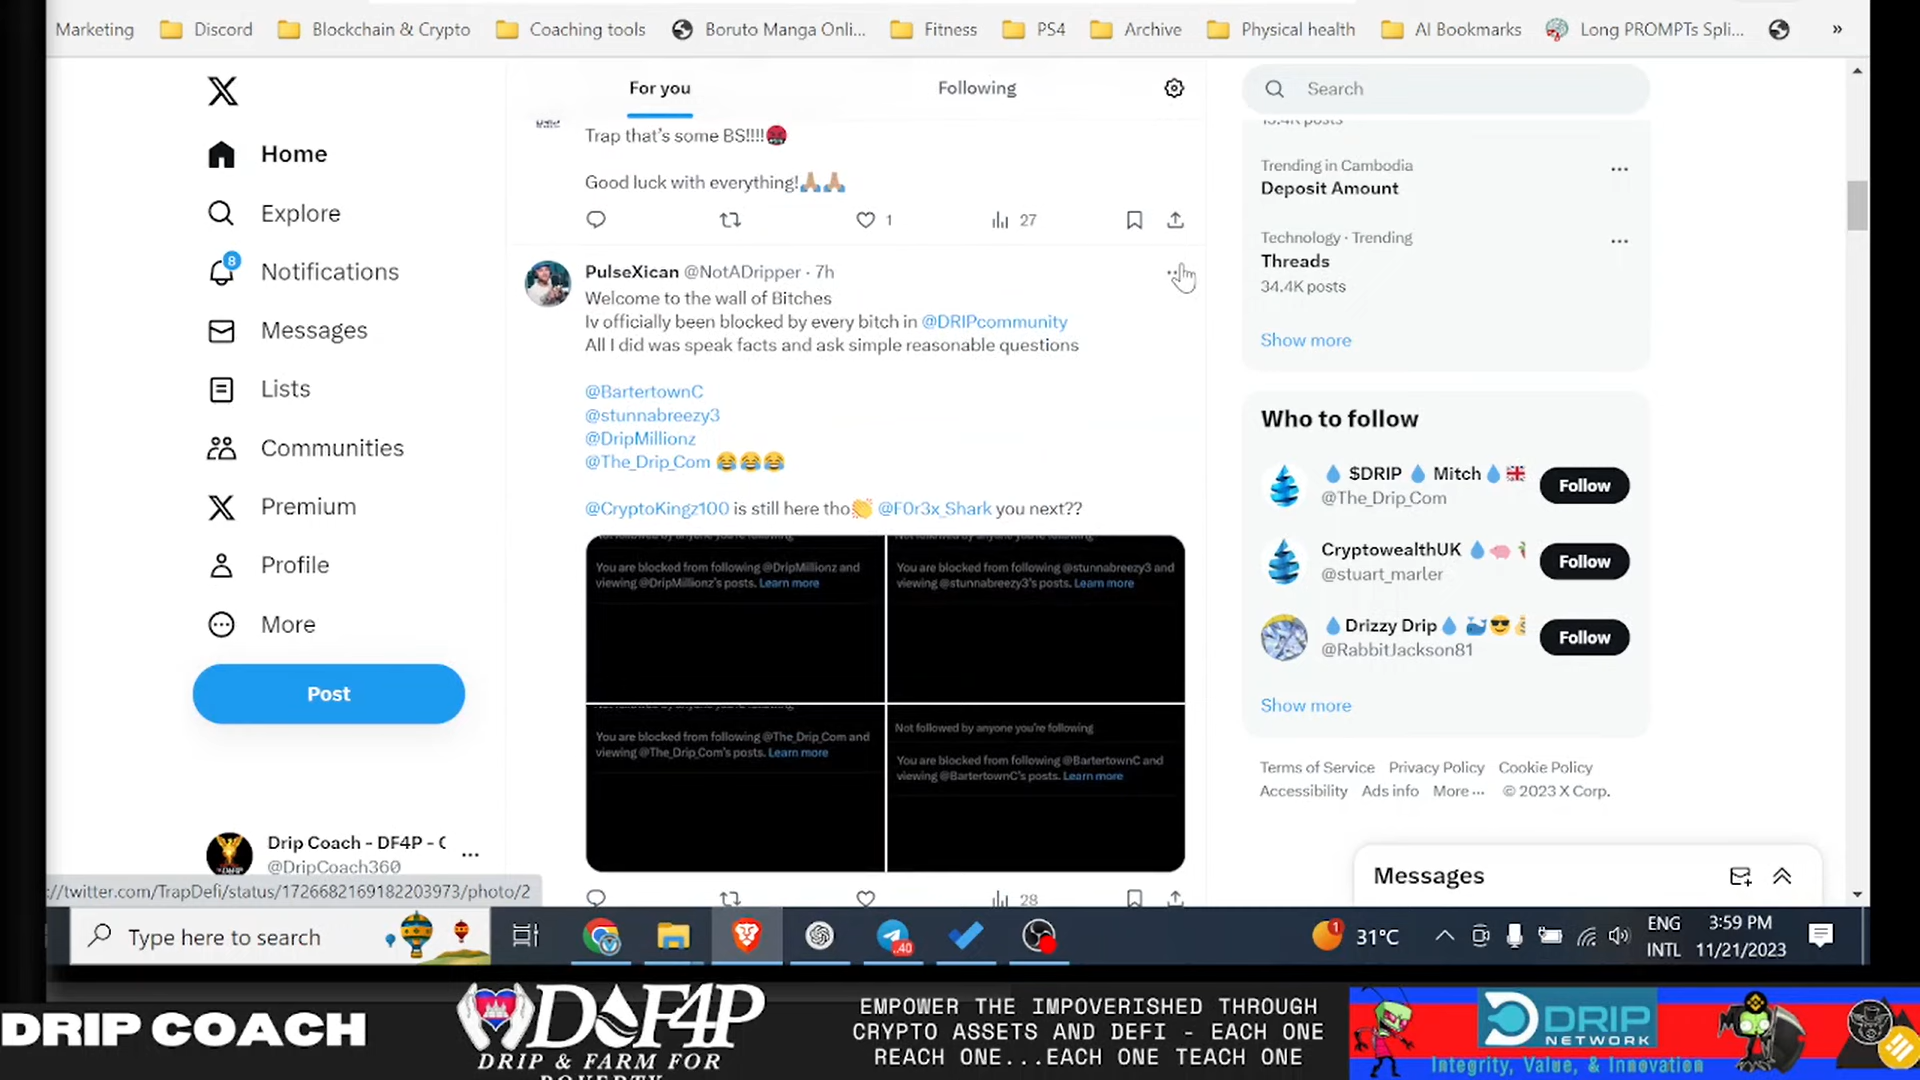 Marketing
Discord
Blockchain & Crypto
Coaching tools
Boruto Manga Onli...
Fitness
PS4
Archive
Physical health
AI Bookmarks
Long PROMPTs Spli...
»
Home
Explore
8
Notifications
Messages
Lists
Communities
Premium
Profile
More
Post
Drip Coach - DF4P - C
@DripCoach360
://twitter.com/TrapDefi/status/1726682169182203973/photo/2
For you
Following
Trap that's some BS!!!!😡
Good luck with everything!🙏🏼🙏🏼
1
27
PulseXican @NotADripper · 7h
Welcome to the wall of Bitches
Iv officially been blocked by every bitch in @DRIPcommunity
All I did was speak facts and ask simple reasonable questions
@BartertownC
@stunnabreezy3
@DripMillionz
@The_Drip_Com 😂😂😂
@CryptoKingz100 is still here tho👏 @F0r3x_Shark you next??
You are blocked from following @DripMillionz and
viewing @DripMillionz's posts. Learn more
You are blocked from following @stunnabreezy3 and
viewing @stunnabreezy3's posts. Learn more
You are blocked from following @The_Drip_Com and
viewing @The_Drip_Com's posts. Learn more
Not followed by anyone you're following
You are blocked from following @BartertownC and
viewing @BartertownC's posts. Learn more
28
Search
Trending in Cambodia
Deposit Amount
Technology · Trending
Threads
34.4K posts
Show more
Who to follow
💧 $DRIP 💧 Mitch 💧 🇬🇧
@The_Drip_Com
Follow
CryptowealthUK 💧🐖
@stuart_marler
Follow
💧 Drizzy Drip 💧 🐳😎
@RabbitJackson81
Follow
Show more
Terms of Service Privacy Policy Cookie Policy
Accessibility Ads info More ··· © 2023 X Corp.
Messages
Type here to search
40
1
31°C
ENG
INTL
3:59 PM
11/21/2023
DRIP COACH
DF4P
DRIP & FARM FOR
POVERTY
EMPOWER THE IMPOVERISHED THROUGH
CRYPTO ASSETS AND DEFI - EACH ONE
REACH ONE...EACH ONE TEACH ONE
DRIP
NETWORK
Integrity, Value, & Innovation